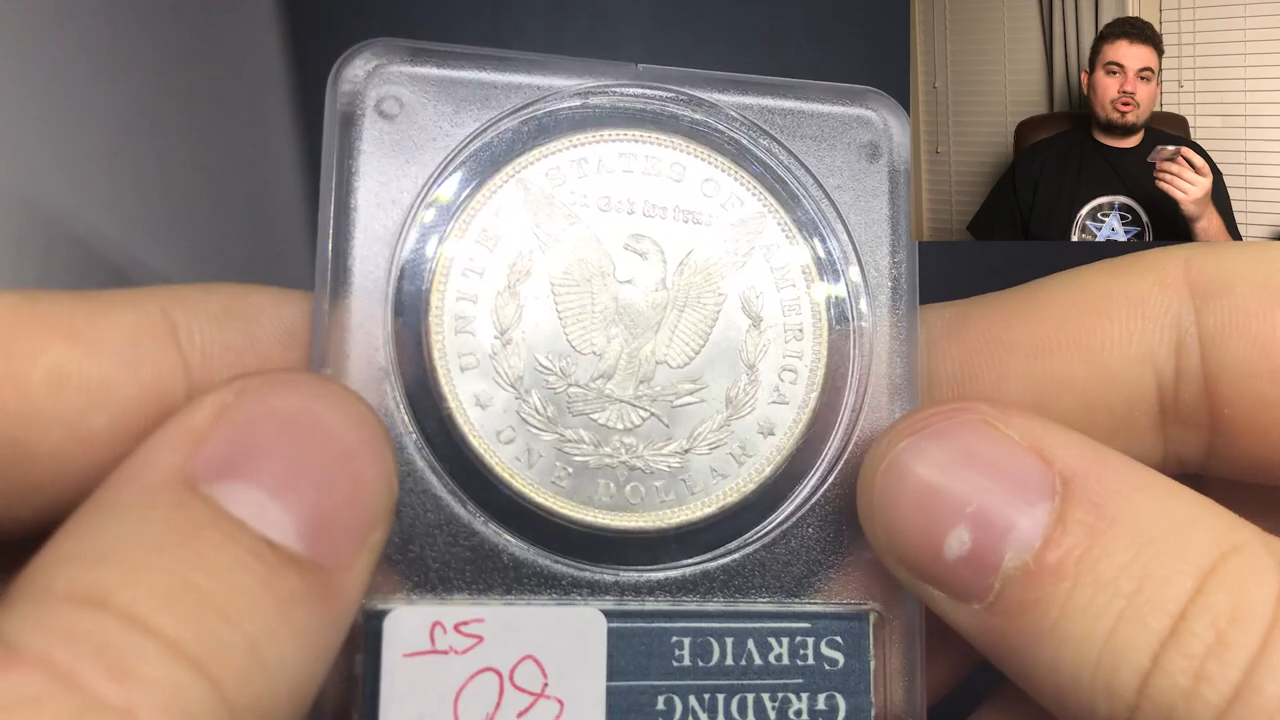 UNITED STATES OF AMERICA
In God We Trust
ONE DOLLAR
GRADING
SERVICE
A